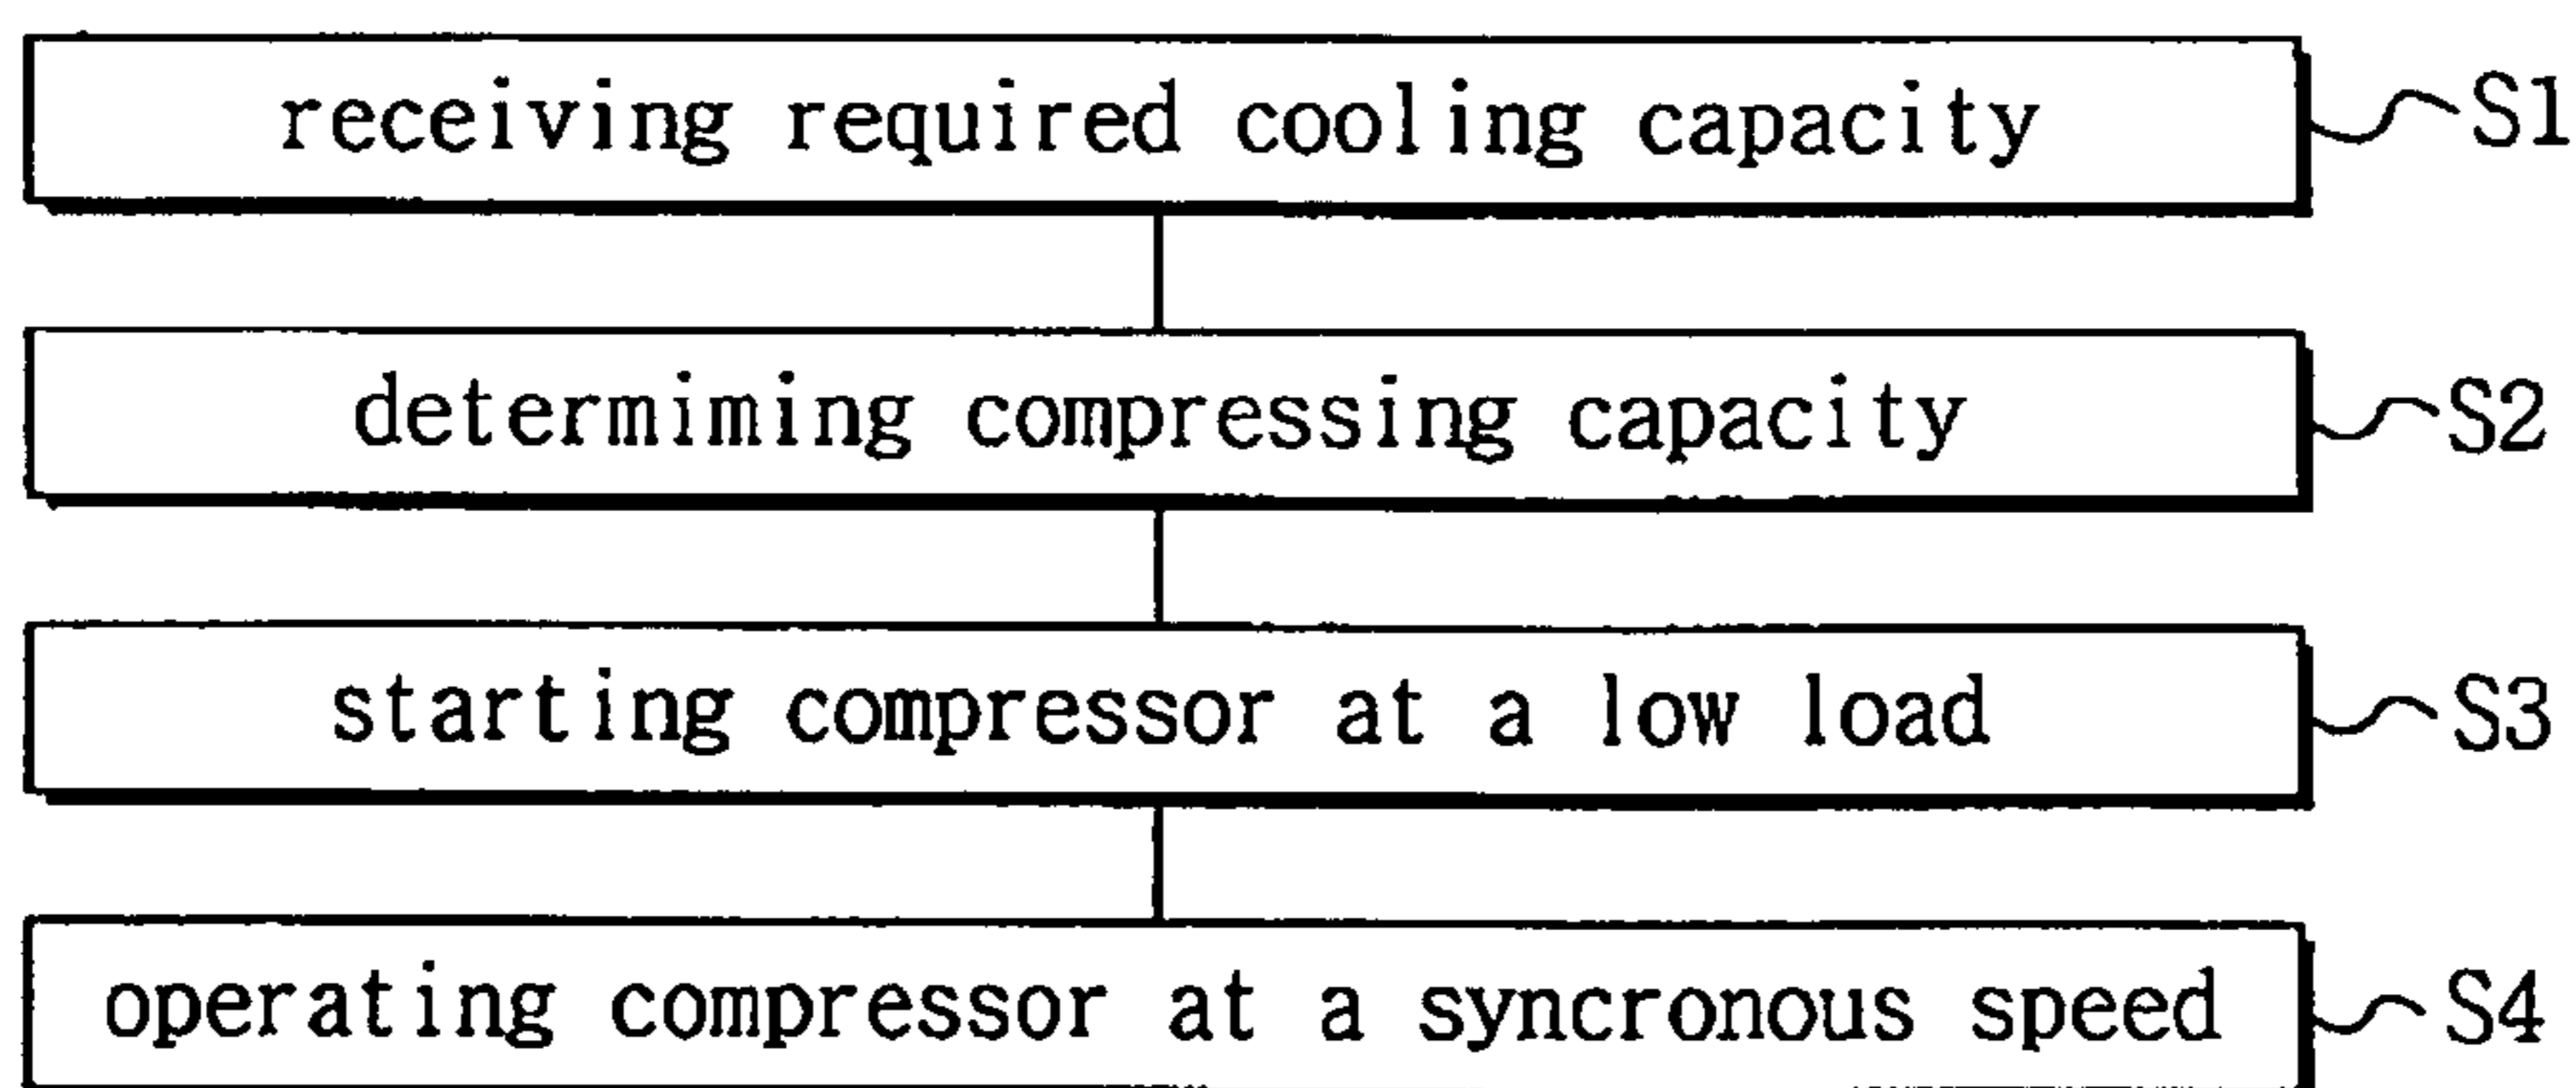 receiving required cooling capacity S1
determiming compressing capacity S2
starting compressor at a low load S3
operating compressor at a syncronous speed S4